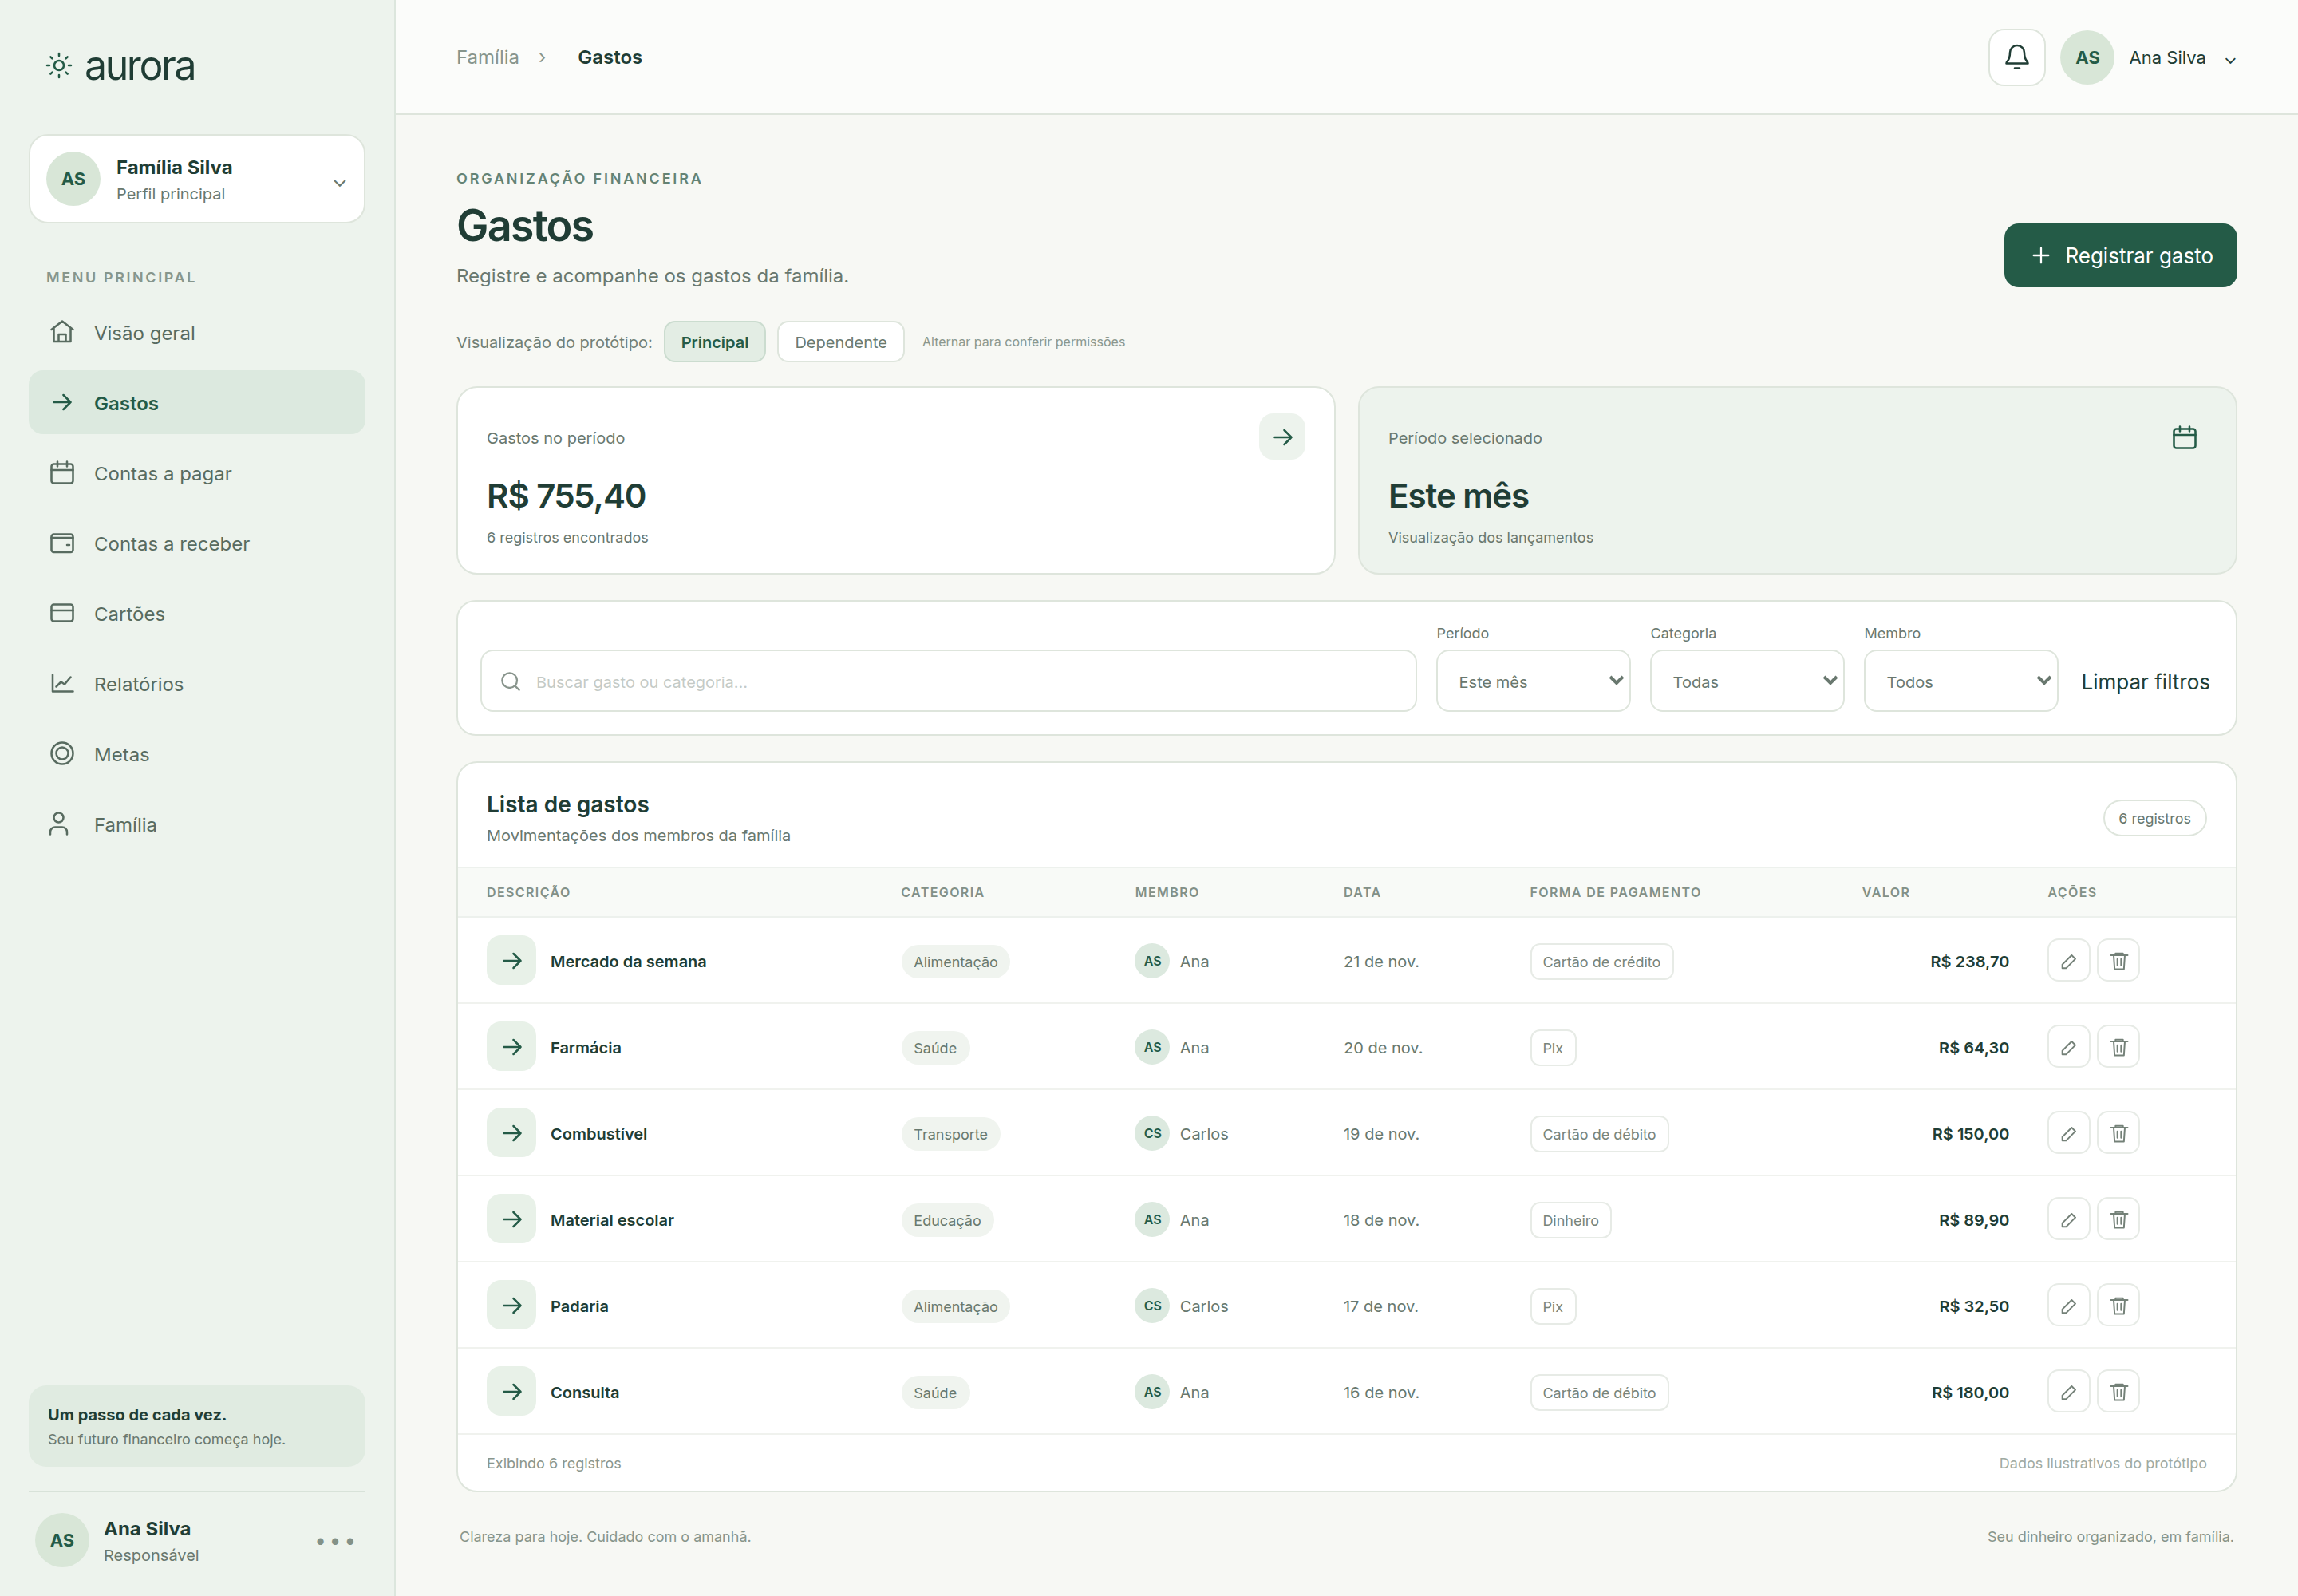 aurora
AS
Família Silva
Perfil principal
MENU PRINCIPAL
Visão geral
Gastos
Contas a pagar
Contas a receber
Cartões
Relatórios
Metas
Família
Um passo de cada vez.
Seu futuro financeiro começa hoje.
AS
Ana Silva
Responsável
Família › Gastos
AS Ana Silva
ORGANIZAÇÃO FINANCEIRA
Gastos
Registre e acompanhe os gastos da família.
+ Registrar gasto
Visualização do protótipo: Principal Dependente Alternar para conferir permissões
Gastos no período
R$ 755,40
6 registros encontrados
Período selecionado
Este mês
Visualização dos lançamentos
Período Categoria Membro
Buscar gasto ou categoria... Este mês Todas Todos Limpar filtros
Lista de gastos
Movimentações dos membros da família
6 registros
DESCRIÇÃO CATEGORIA MEMBRO DATA FORMA DE PAGAMENTO VALOR AÇÕES
Mercado da semana Alimentação AS Ana 21 de nov. Cartão de crédito R$ 238,70
Farmácia Saúde AS Ana 20 de nov. Pix R$ 64,30
Combustível Transporte CS Carlos 19 de nov. Cartão de débito R$ 150,00
Material escolar Educação AS Ana 18 de nov. Dinheiro R$ 89,90
Padaria Alimentação CS Carlos 17 de nov. Pix R$ 32,50
Consulta Saúde AS Ana 16 de nov. Cartão de débito R$ 180,00
Exibindo 6 registros Dados ilustrativos do protótipo
Clareza para hoje. Cuidado com o amanhã. Seu dinheiro organizado, em família.